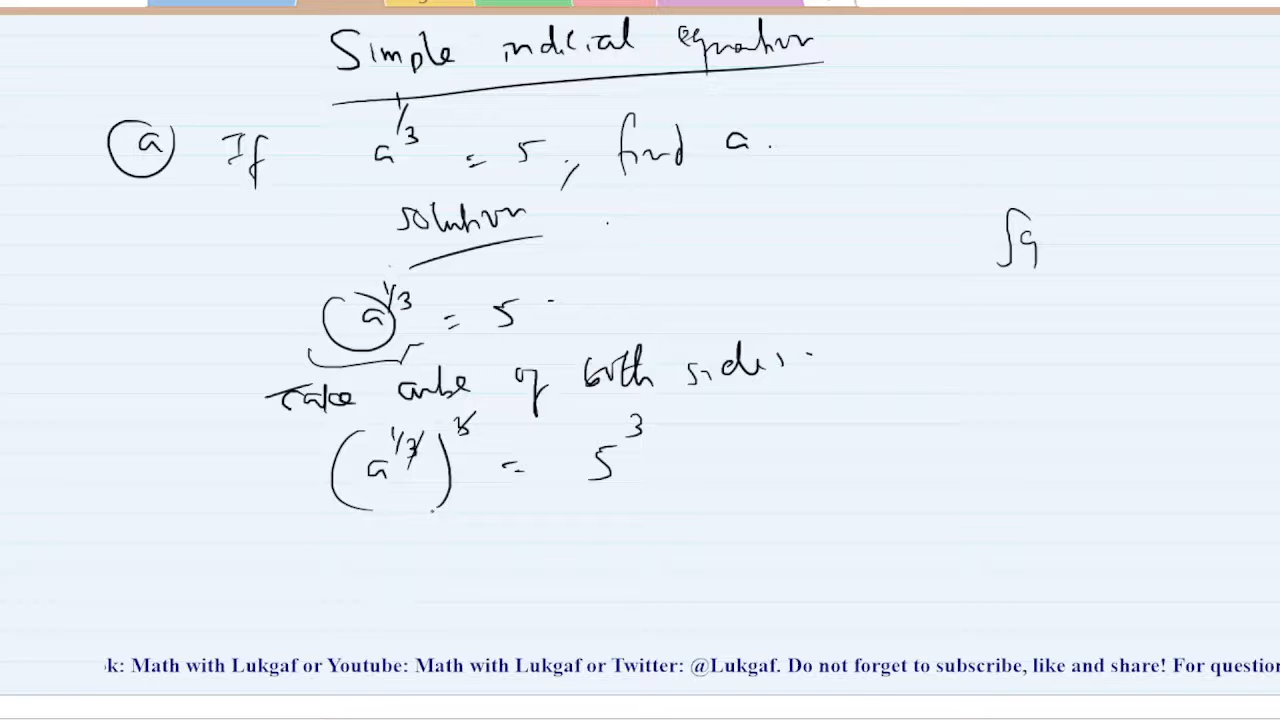 Simple indicial equation
(a) If a^1/3 = 5, find a.
solution
√9
a^1/3 = 5
Take cube of both sides.
(a^1/3)^3 = 5^3
ok: Math with Lukgaf or Youtube: Math with Lukgaf or Twitter: @Lukgaf. Do not forget to subscribe, like and share! For question